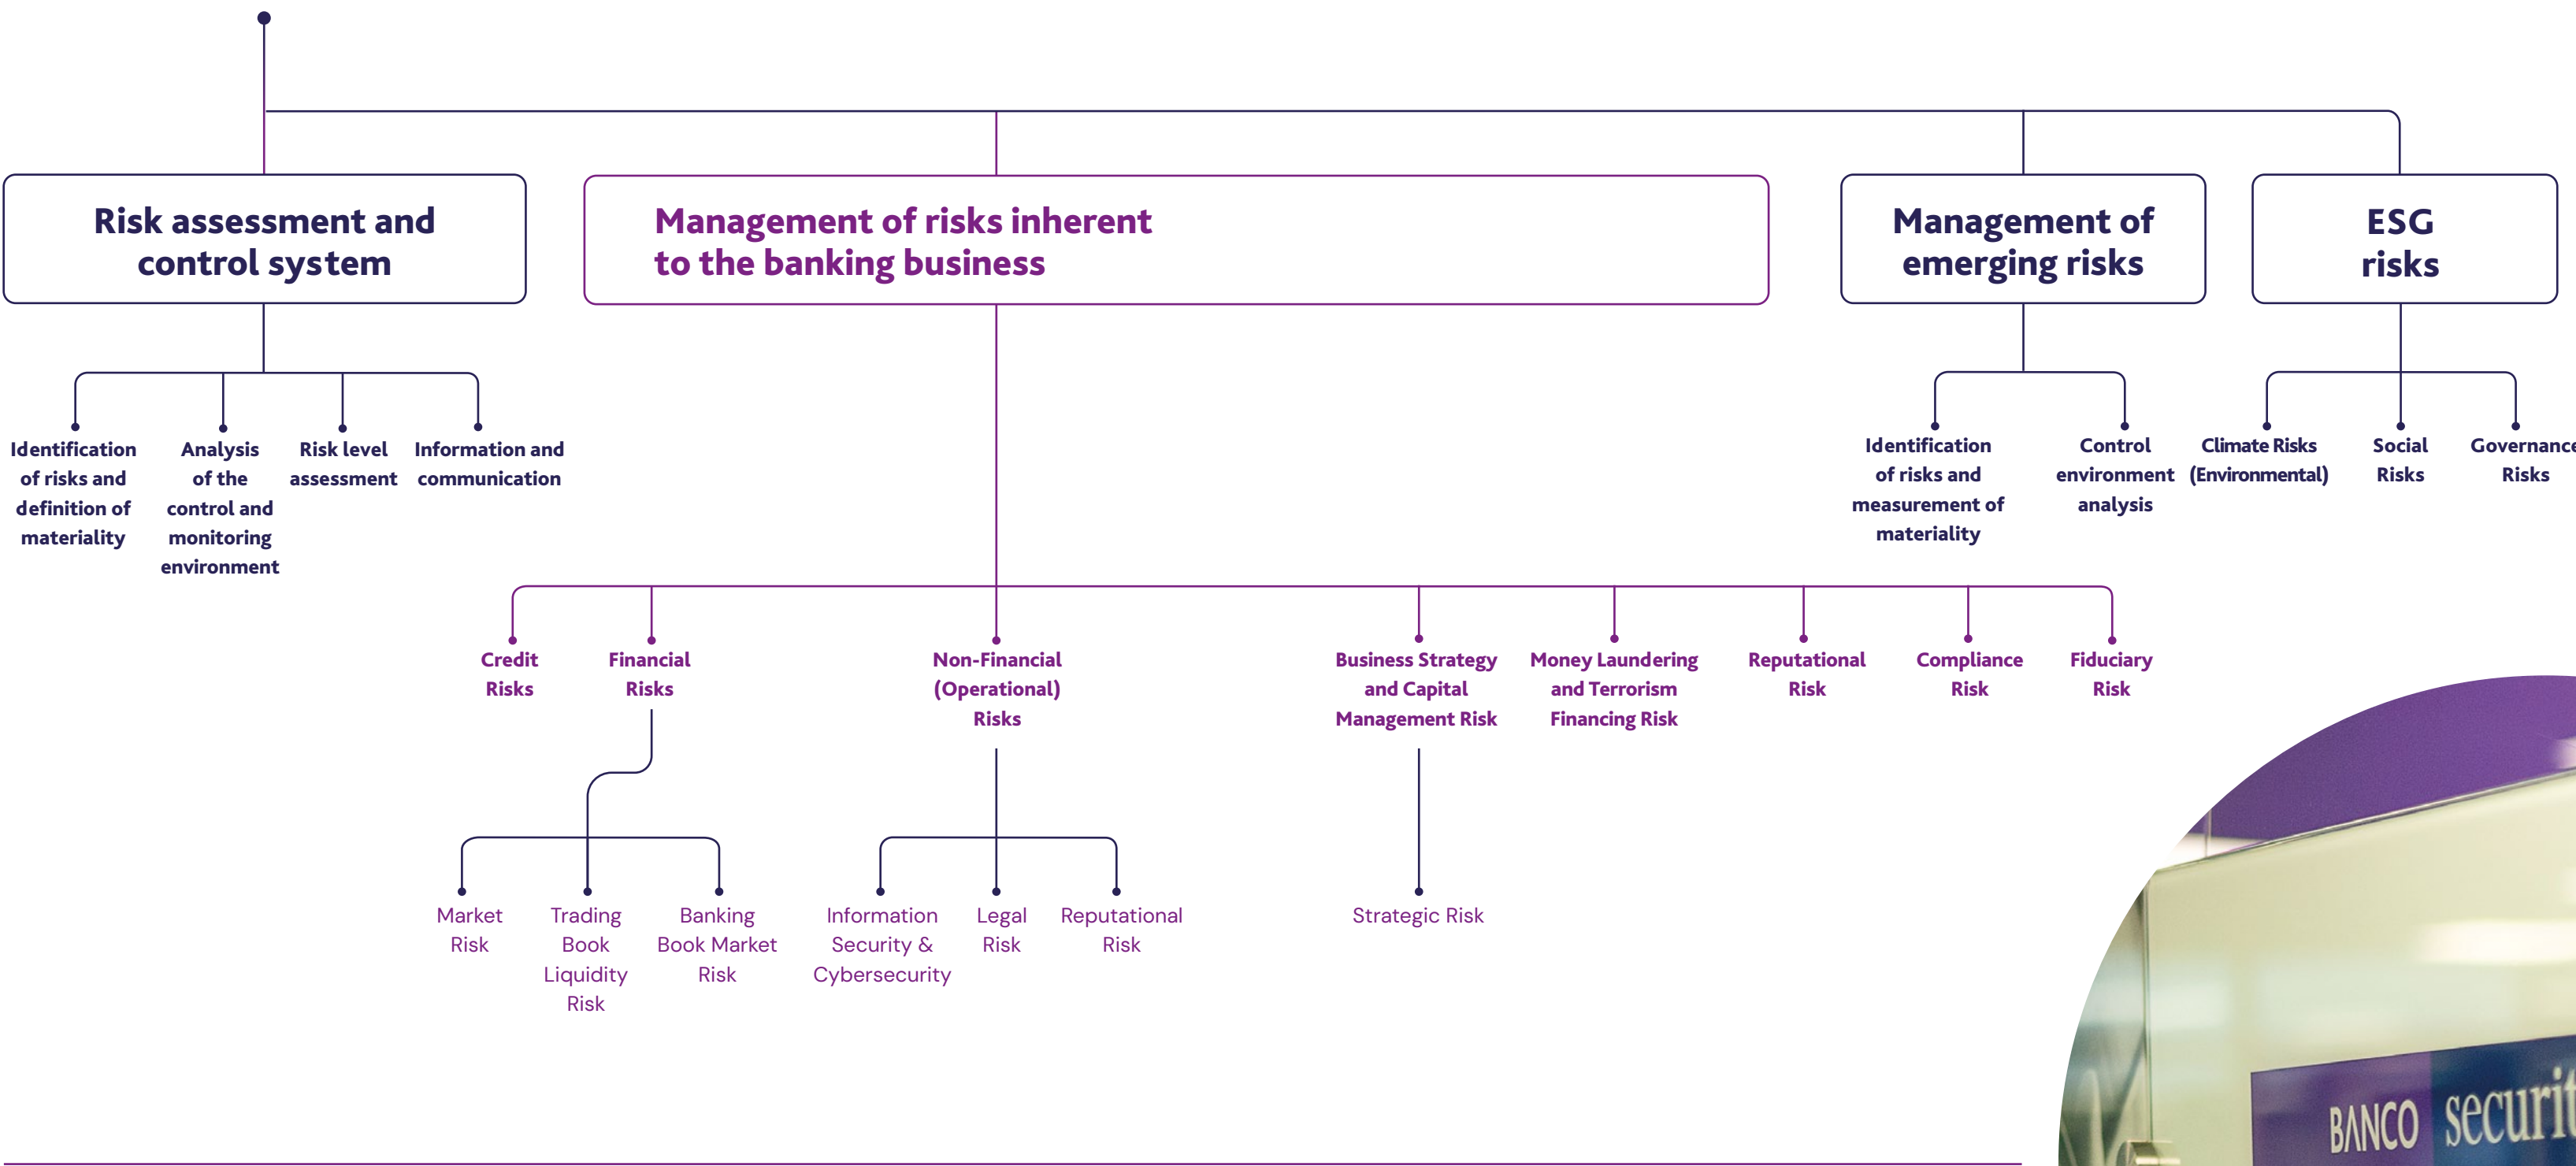 Risk assessment and
control system
Management of risks inherent
to the banking business
Management of
emerging risks
ESG
risks
Identification
of risks and
definition of
materiality
Analysis
of the
control and
monitoring
environment
Risk level
assessment
Information and
communication
Identification
of risks and
measurement of
materiality
Control
environment
analysis
Climate Risks
(Environmental)
Social
Risks
Governance
Risks
Credit
Risks
Financial
Risks
Non-Financial
(Operational)
Risks
Business Strategy
and Capital
Management Risk
Money Laundering
and Terrorism
Financing Risk
Reputational
Risk
Compliance
Risk
Fiduciary
Risk
Market
Risk
Trading
Book
Liquidity
Risk
Banking
Book Market
Risk
Information
Security &
Cybersecurity
Legal
Risk
Reputational
Risk
Strategic Risk
BANCO securit